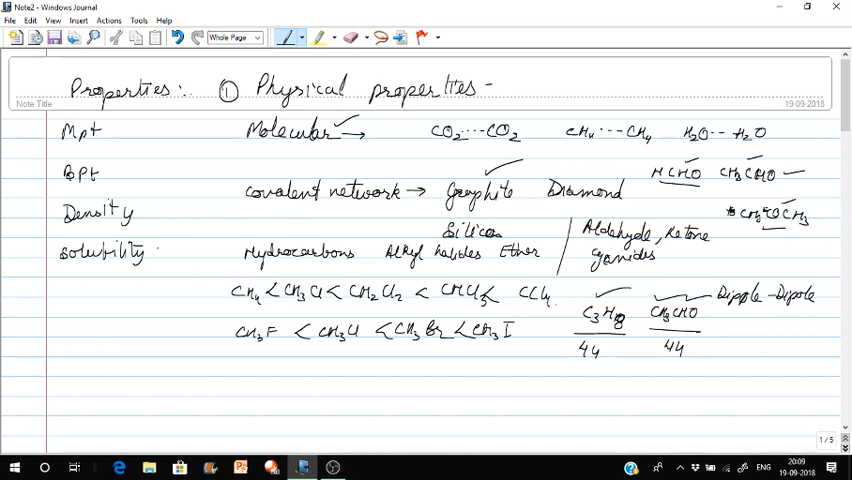 Note2 - Windows Journal
File Edit View Insert Actions Tools Help
Whole Page
Properties:. ① Physical properties -
Note Title
19-09-2018
Mpt Molecular → CO2...CO2 CH4...CH4 H2O...H2O
BPt covalent network → Graphite Diamond HCHO CH3CHO
Density Silica Aldehyde, Ketone CH3COCH3
Solubility Hydrocarbons Alkyl halides Ether cyanides
CH4 < CH3Cl < CH2Cl2 < CHCl3 < CCl4 C3H8 CH3CHO Dipple-Dipole
CH3F < CH3Cl < CH3Br < CH3I 44 44
1 / 5
ENG
20:09
19-09-2018